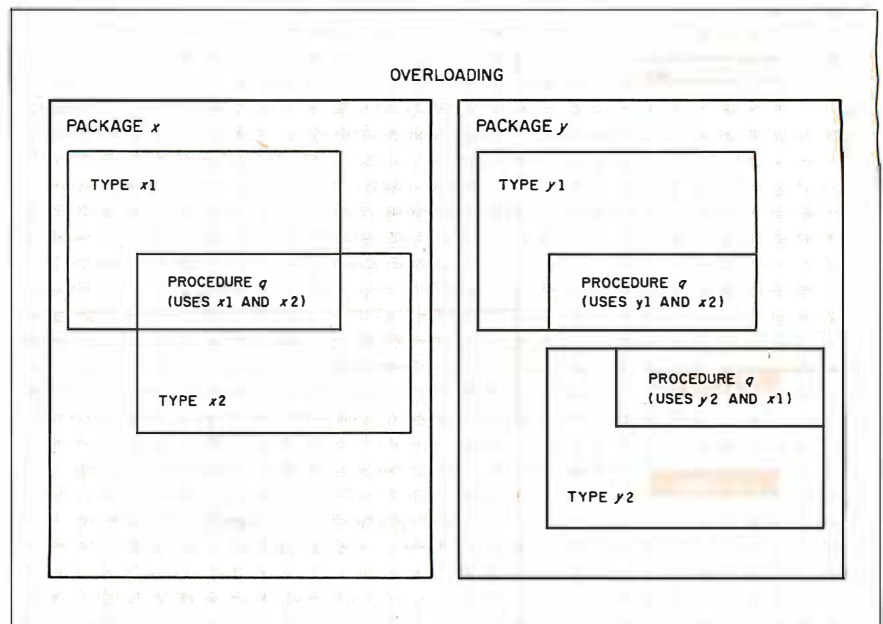 OVERLOADING
PACKAGE x
TYPE x1
PROCEDURE q
(USES x1 AND x2)
TYPE x2
PACKAGE y
TYPE y1
PROCEDURE q
(USES y1 AND x2)
PROCEDURE q
(USES y2 AND x1)
TYPE y2